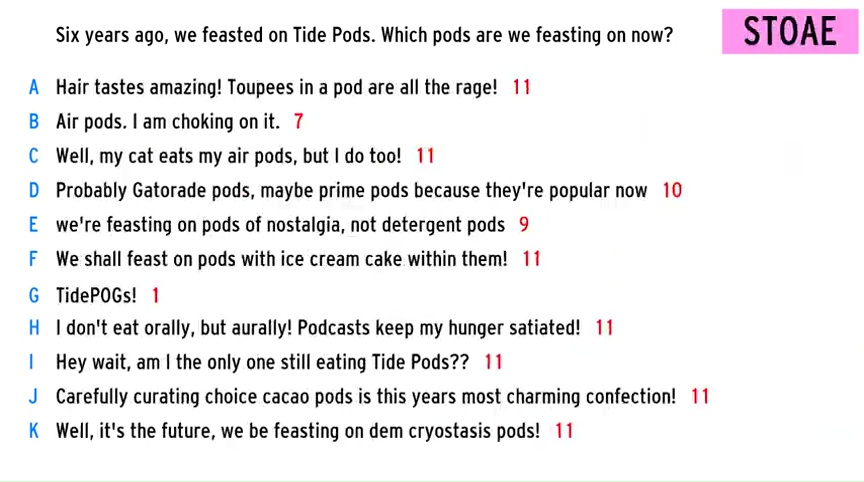 Six years ago, we feasted on Tide Pods. Which pods are we feasting on now?
STOAE
A Hair tastes amazing! Toupees in a pod are all the rage! 11
B Air pods. I am choking on it. 7
C Well, my cat eats my air pods, but I do too! 11
D Probably Gatorade pods, maybe prime pods because they're popular now 10
E we're feasting on pods of nostalgia, not detergent pods 9
F We shall feast on pods with ice cream cake within them! 11
G TidePOGs! 1
H I don't eat orally, but aurally! Podcasts keep my hunger satiated! 11
I Hey wait, am I the only one still eating Tide Pods?? 11
J Carefully curating choice cacao pods is this years most charming confection! 11
K Well, it's the future, we be feasting on dem cryostasis pods! 11